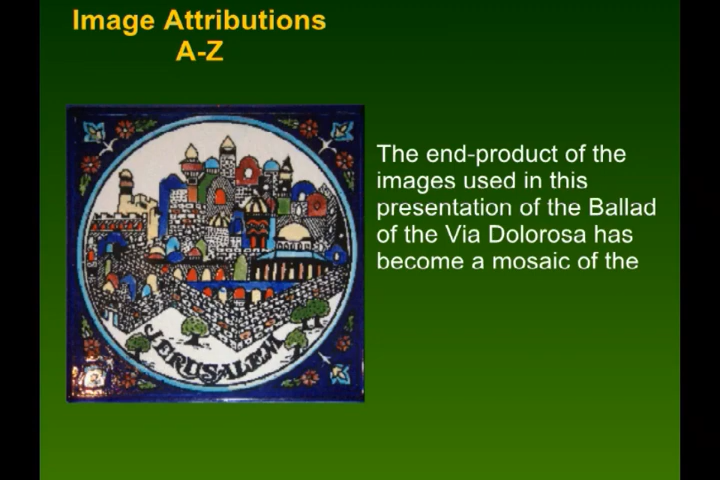 Image Attributions
A-Z
The end-product of the
images used in this
presentation of the Ballad
of the Via Dolorosa has
become a mosaic of the
JERUSALEM